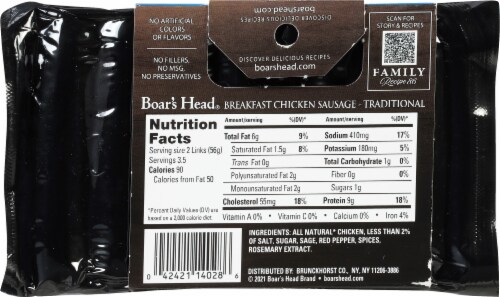 NO ARTIFICIAL
COLORS
OR FLAVORS
NO FILLERS,
NO MSG,
NO PRESERVATIVES
DISCOVER DELICIOUS RECIPES
boarshead.com
DISCOVER DELICIOUS RECIPES
boarshead.com
SCAN FOR
STORY & RECIPES
FAMILY
Recipe
Boar's Head® BREAKFAST CHICKEN SAUSAGE - TRADITIONAL
Nutrition
Facts
Serving size 2 Links (56g)
Servings 3.5
Calories 90
Calories from Fat 50
*Percent Daily Values (DV) are
based on a 2,000 calorie diet.
Amount/serving %(DV)* Amount/serving %(DV)*
Total Fat 6g 9% Sodium 410mg 17%
Saturated Fat 1.5g 8% Potassium 180mg 5%
Trans Fat 0g Total Carbohydrate 1g 0%
Polyunsaturated Fat 2g Fiber 0g 0%
Monounsaturated Fat 2g Sugars 1g
Cholesterol 55mg 18% Protein 9g 18%
Vitamin A 0% • Vitamin C 0% • Calcium 0% • Iron 4%
INGREDIENTS: ALL NATURAL* CHICKEN, LESS THAN 2%
OF SALT, SUGAR, SAGE, RED PEPPER, SPICES,
ROSEMARY EXTRACT.
0 42421 14028 6
DISTRIBUTED BY: BRUNCKHORST CO. NY, NY 11206-3886
© 2021 Boar's Head Brand • boarshead.com